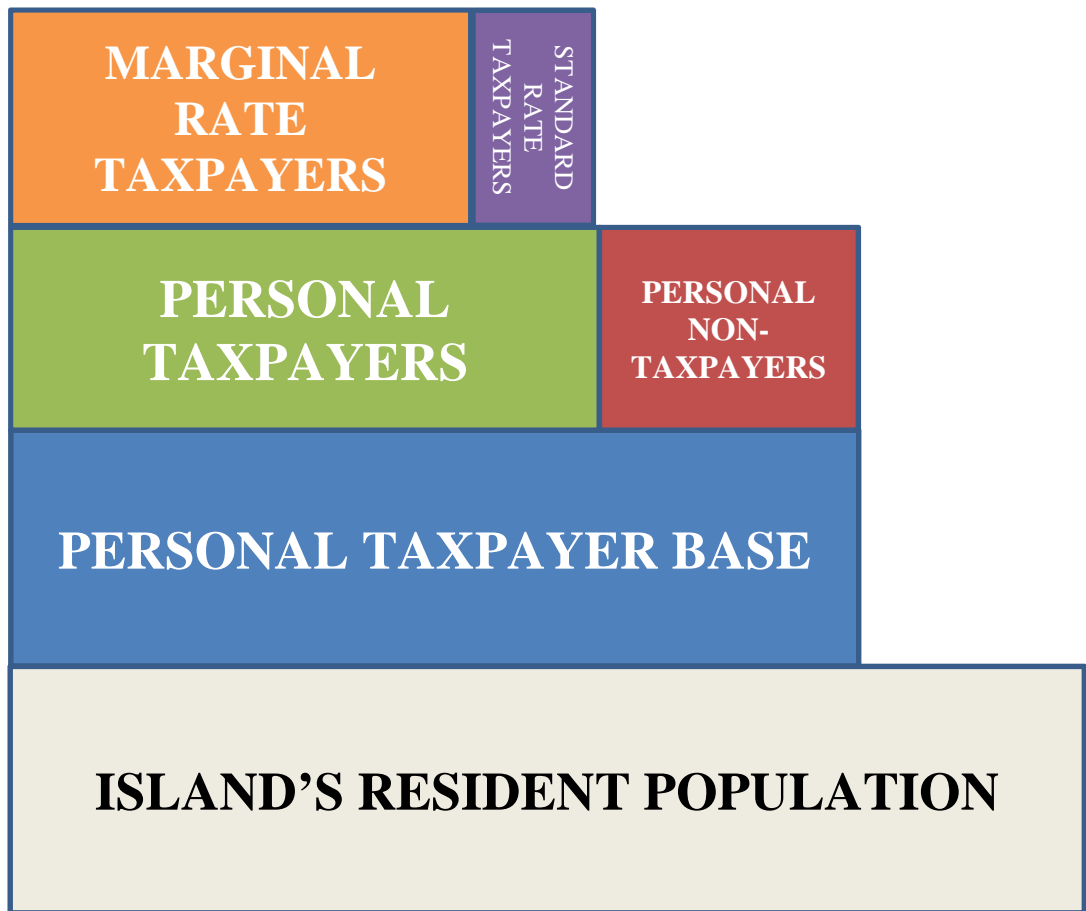 MARGINAL
RATE
TAXPAYERS
STANDARD
RATE
TAXPAYERS
PERSONAL
TAXPAYERS
PERSONAL
NON-
TAXPAYERS
PERSONAL TAXPAYER BASE
ISLAND’S RESIDENT POPULATION